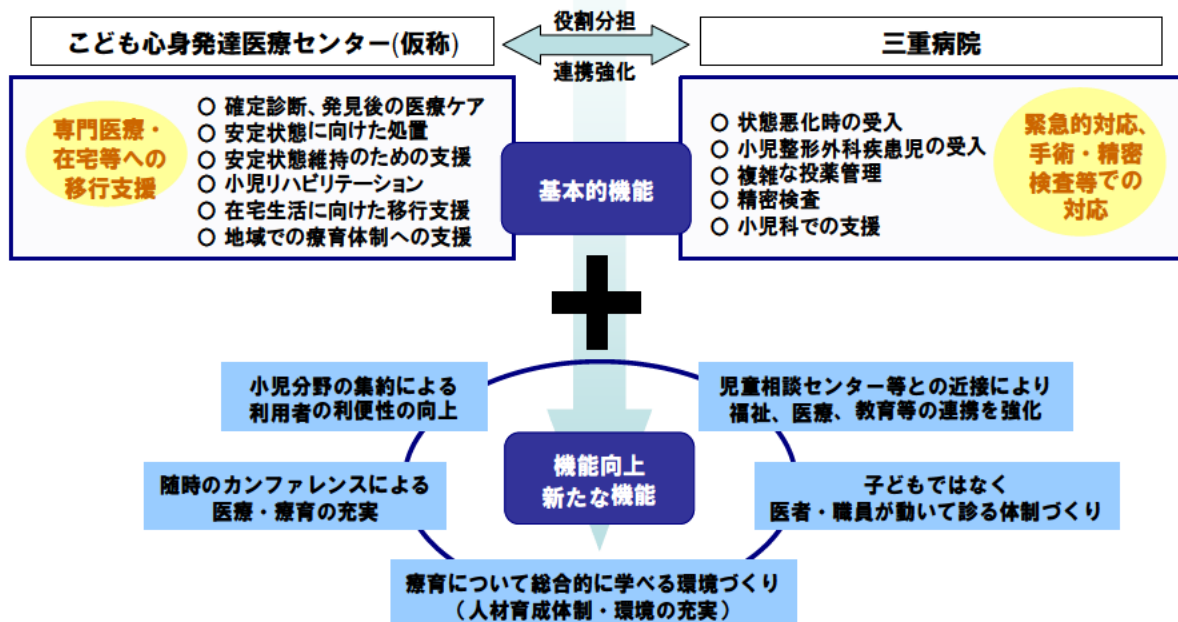 役割分担
こども心身発達医療センター(仮称)
三重病院
連携強化
専門医療・
在宅等への
移行支援
○ 確定診断、発見後の医療ケア
○ 安定状態に向けた処置
○ 安定状態維持のための支援
○ 小児リハビリテーション
○ 在宅生活に向けた移行支援
○ 地域での療育体制への支援
基本的機能
○ 状態悪化時の受入
○ 小児整形外科疾患児の受入
○ 複雑な投薬管理
○ 精密検査
○ 小児科での支援
緊急的対応、
手術・精密
検査等での
対応
小児分野の集約による
利用者の利便性の向上
児童相談センター等との近接により
福祉、医療、教育等の連携を強化
機能向上
新たな機能
随時のカンファレンスによる
医療・療育の充実
子どもではなく
医者・職員が動いて診る体制づくり
療育について総合的に学べる環境づくり
(人材育成体制・環境の充実)